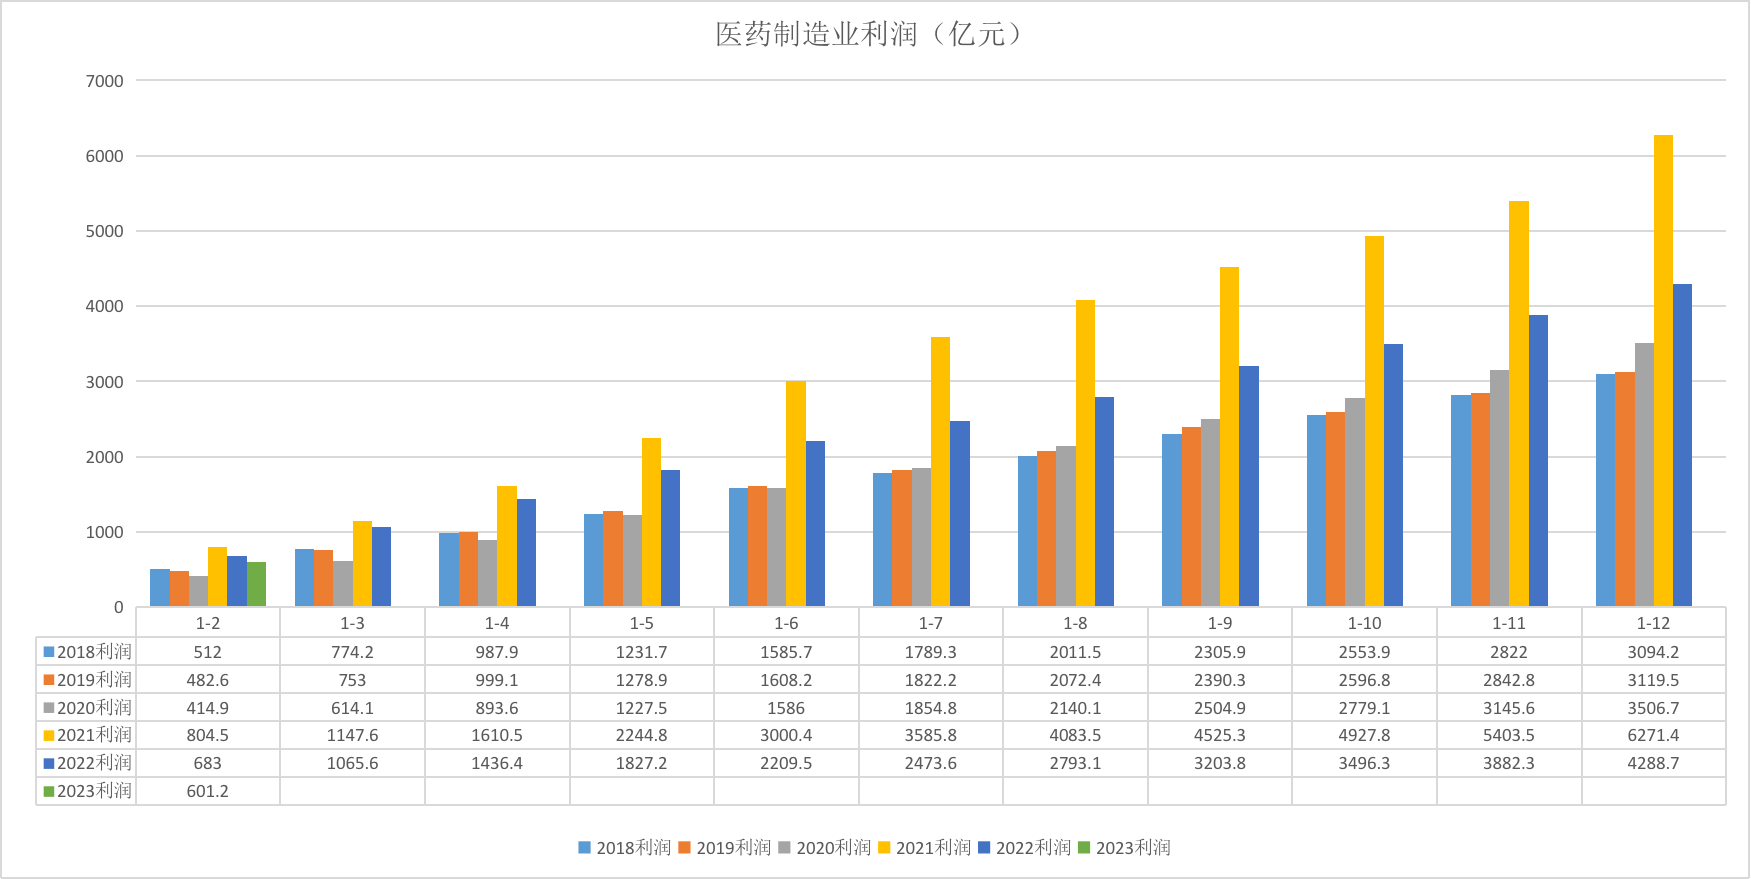 医药制造业利润（亿元）
7000
6000
5000
4000
3000
2000
1000
0
1-2 1-3 1-4 1-5 1-6 1-7 1-8 1-9 1-10 1-11 1-12
2018利润 512 774.2 987.9 1231.7 1585.7 1789.3 2011.5 2305.9 2553.9 2822 3094.2
2019利润 482.6 753 999.1 1278.9 1608.2 1822.2 2072.4 2390.3 2596.8 2842.8 3119.5
2020利润 414.9 614.1 893.6 1227.5 1586 1854.8 2140.1 2504.9 2779.1 3145.6 3506.7
2021利润 804.5 1147.6 1610.5 2244.8 3000.4 3585.8 4083.5 4525.3 4927.8 5403.5 6271.4
2022利润 683 1065.6 1436.4 1827.2 2209.5 2473.6 2793.1 3203.8 3496.3 3882.3 4288.7
2023利润 601.2
2018利润 2019利润 2020利润 2021利润 2022利润 2023利润